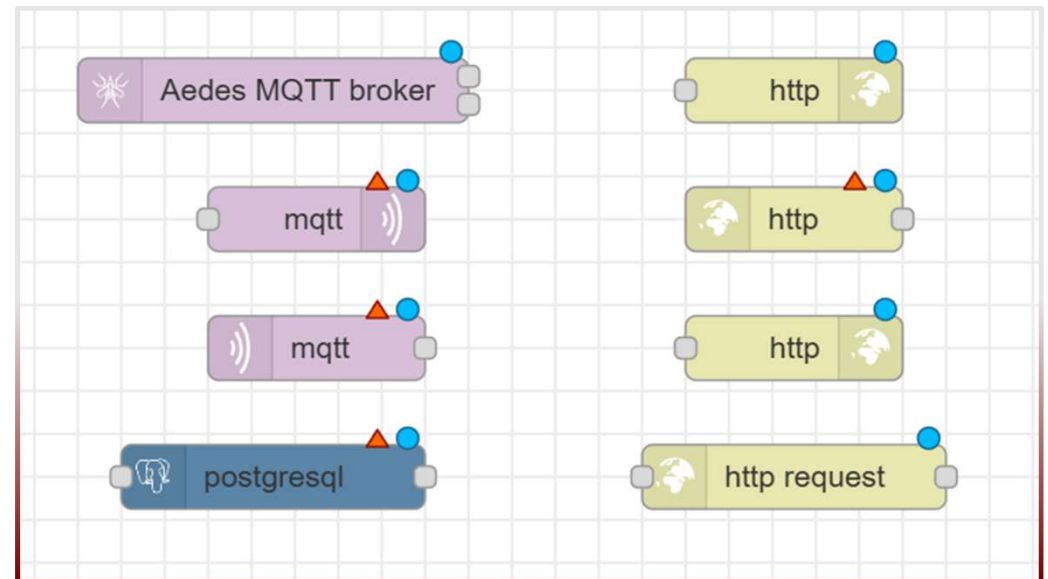 Aedes MQTT broker
http
mqtt
http
mqtt
http
postgresql
http request